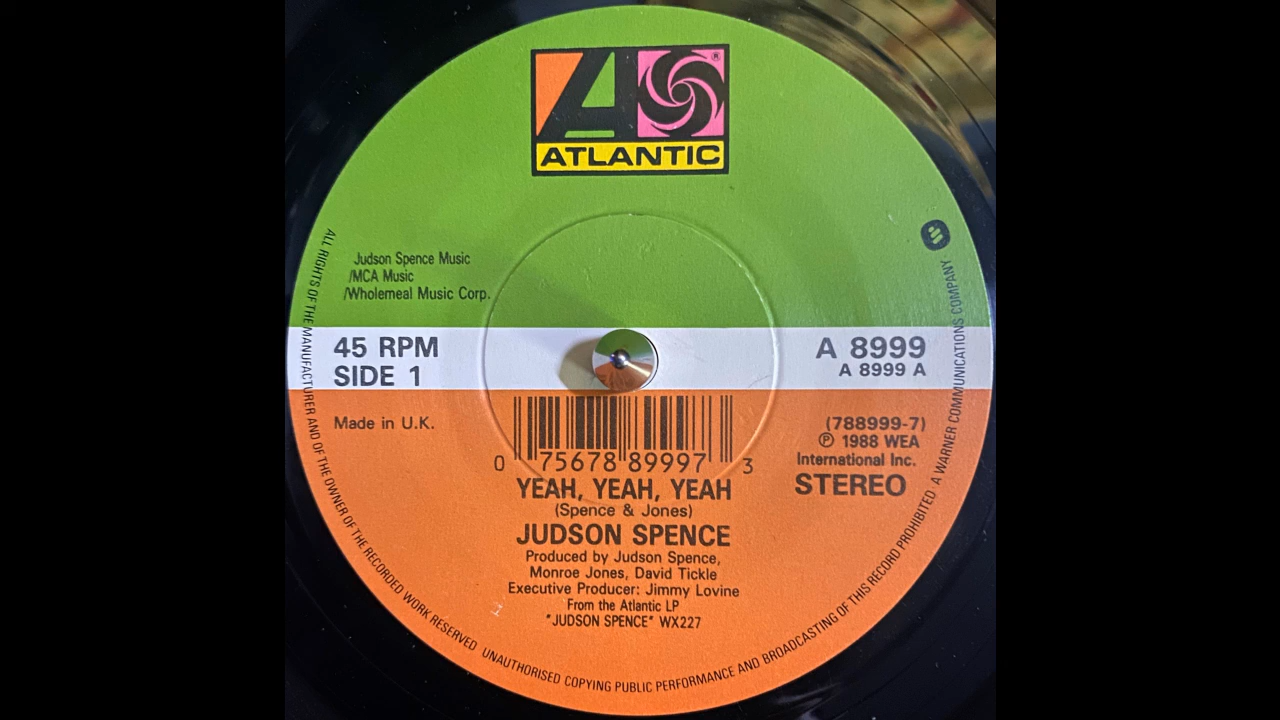 ATLANTIC
®
Judson Spence Music
/MCA Music
/Wholemeal Music Corp.
45 RPM
SIDE 1
A 8999
A 8999 A
Made in U.K.
(788999-7)
℗ 1988 WEA
International Inc.
STEREO
0 75678 89997 3
YEAH, YEAH, YEAH
(Spence & Jones)
JUDSON SPENCE
Produced by Judson Spence,
Monroe Jones, David Tickle
Executive Producer: Jimmy Lovine
From the Atlantic LP
"JUDSON SPENCE" WX227
ALL RIGHTS OF THE MANUFACTURER AND OF THE OWNER OF THE RECORDED WORK RESERVED UNAUTHORISED COPYING PUBLIC PERFORMANCE AND BROADCASTING OF THIS RECORD PROHIBITED · A WARNER COMMUNICATIONS COMPANY